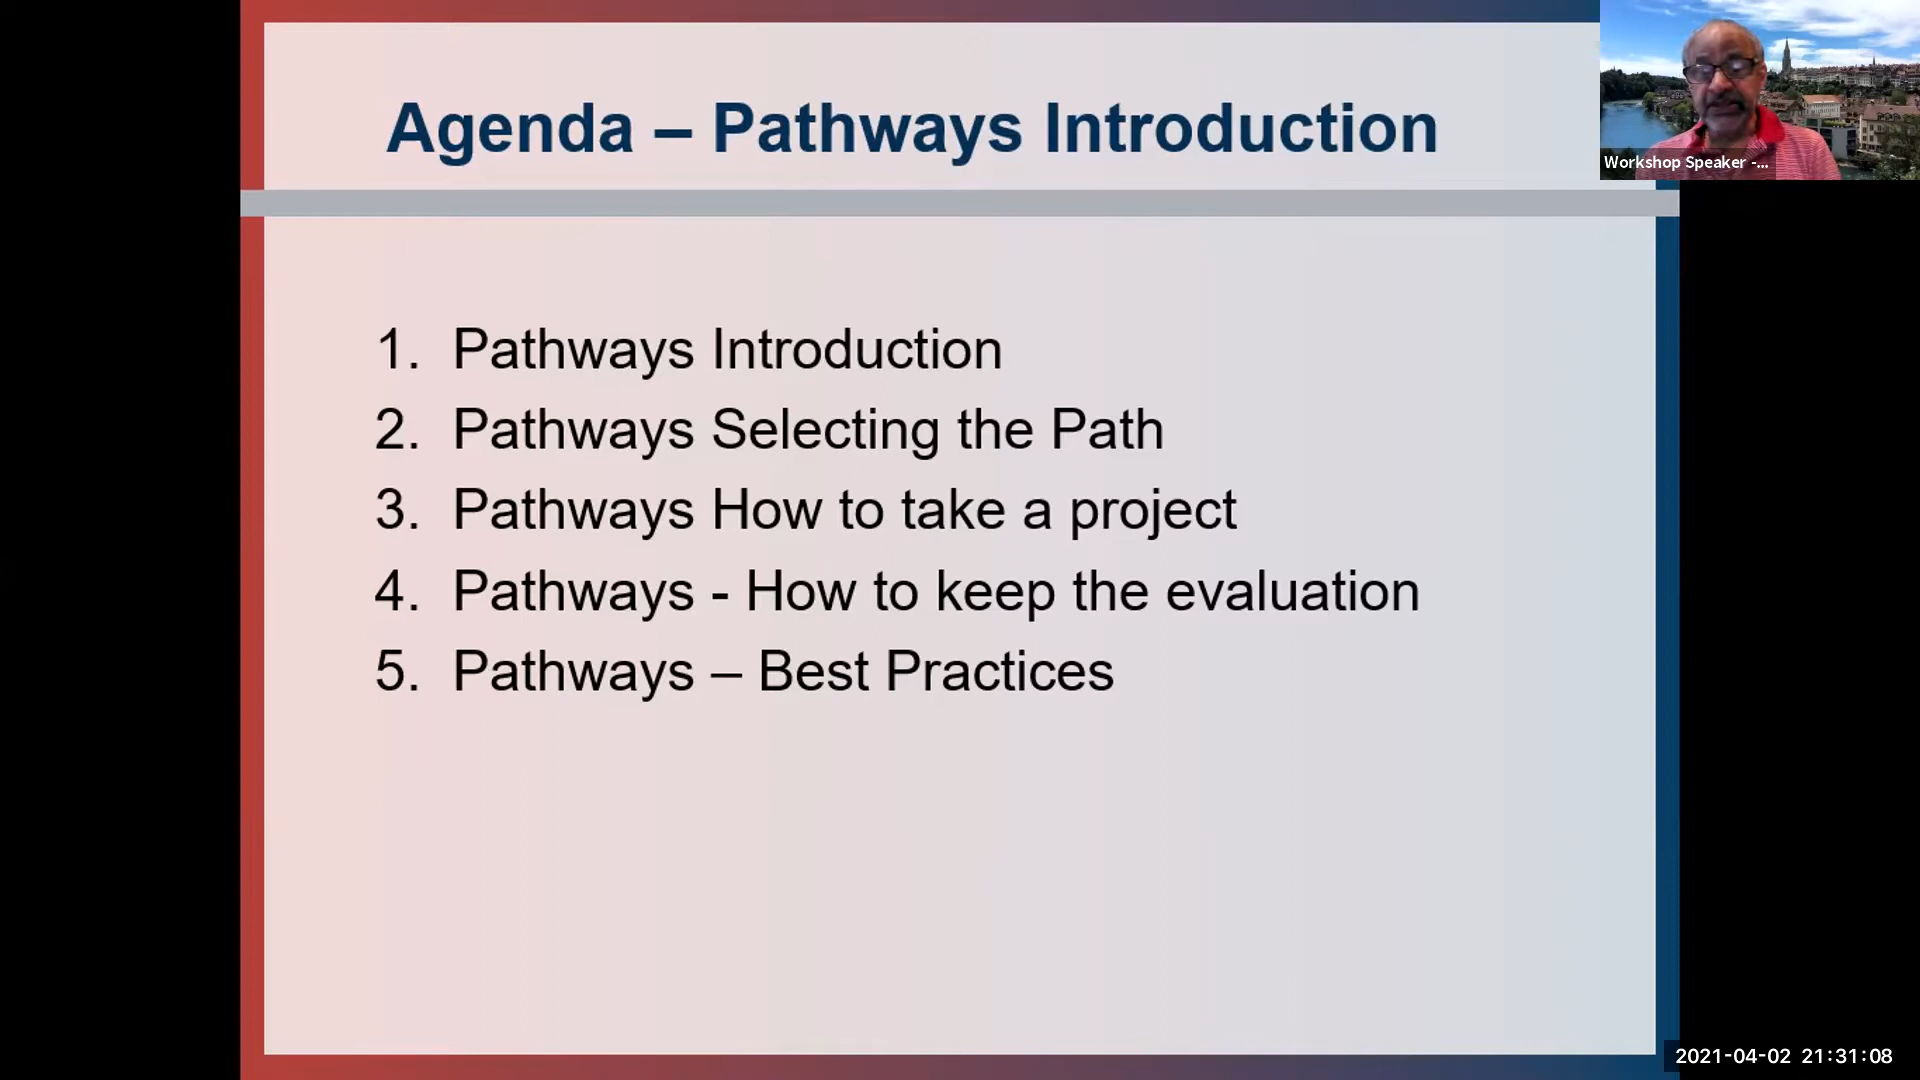 Agenda – Pathways Introduction
Workshop Speaker -...
1. Pathways Introduction
2. Pathways Selecting the Path
3. Pathways How to take a project
4. Pathways - How to keep the evaluation
5. Pathways – Best Practices
2021-04-02 21:31:08